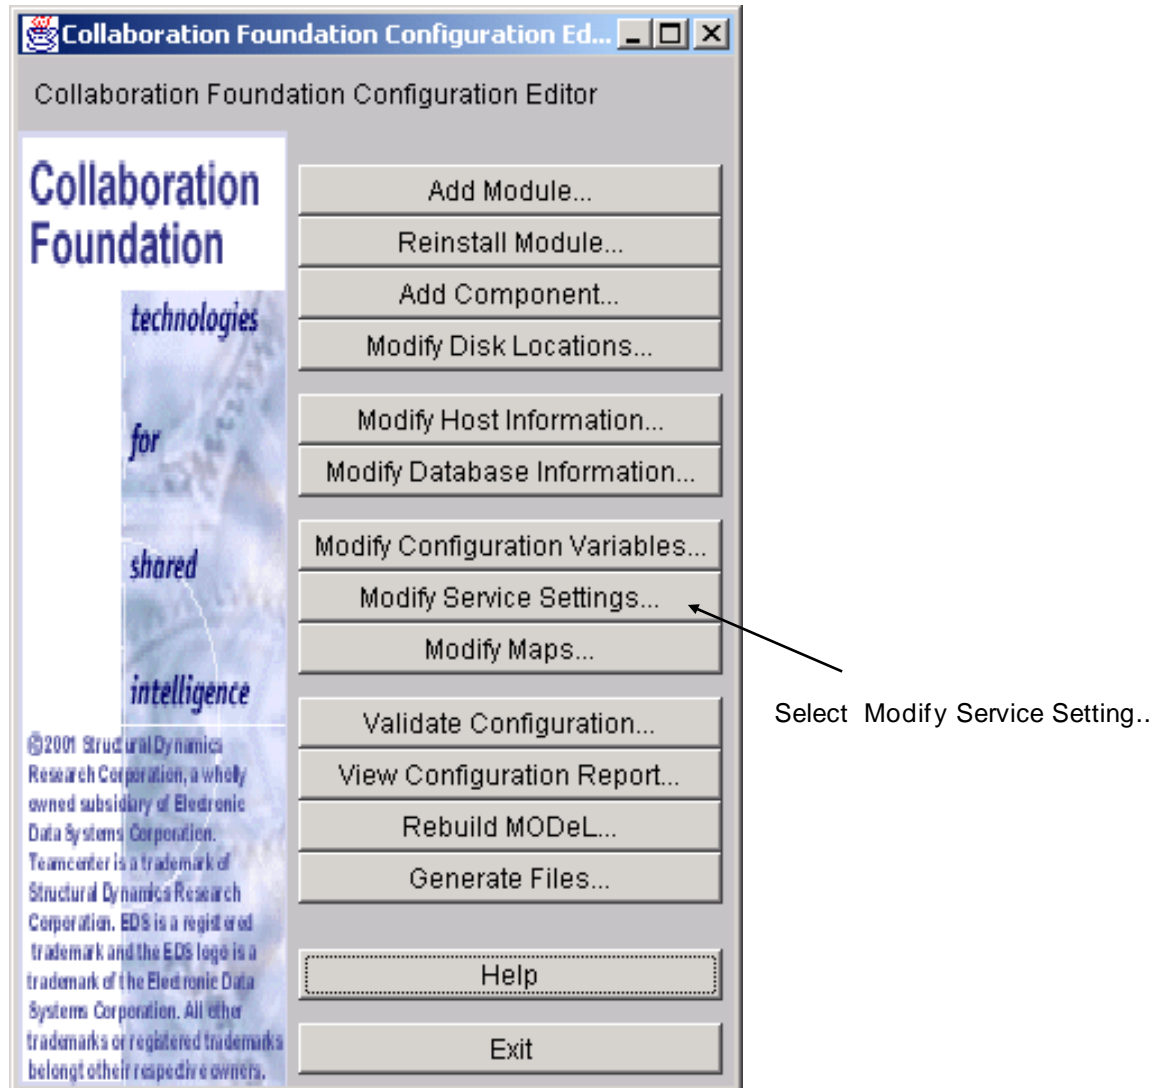 Collaboration Foundation Configuration Ed...
Collaboration Foundation Configuration Editor
Collaboration
Foundation
technologies
for
shared
intelligence
©2001 Structural Dynamics
Research Corporation, a wholly
owned subsidiary of Electronic
Data Systems Corporation.
Teamcenter is a trademark of
Structural Dynamics Research
Corporation. EDS is a registered
trademark and the EDS logo is a
trademark of the Electronic Data
Systems Corporation. All other
trademarks or registered trademarks
belong t otheir respective owners.
Add Module...
Reinstall Module...
Add Component...
Modify Disk Locations...
Modify Host Information...
Modify Database Information...
Modify Configuration Variables...
Modify Service Settings...
Modify Maps...
Validate Configuration...
View Configuration Report...
Rebuild MODeL...
Generate Files...
Help
Exit
Select Modify Service Setting..